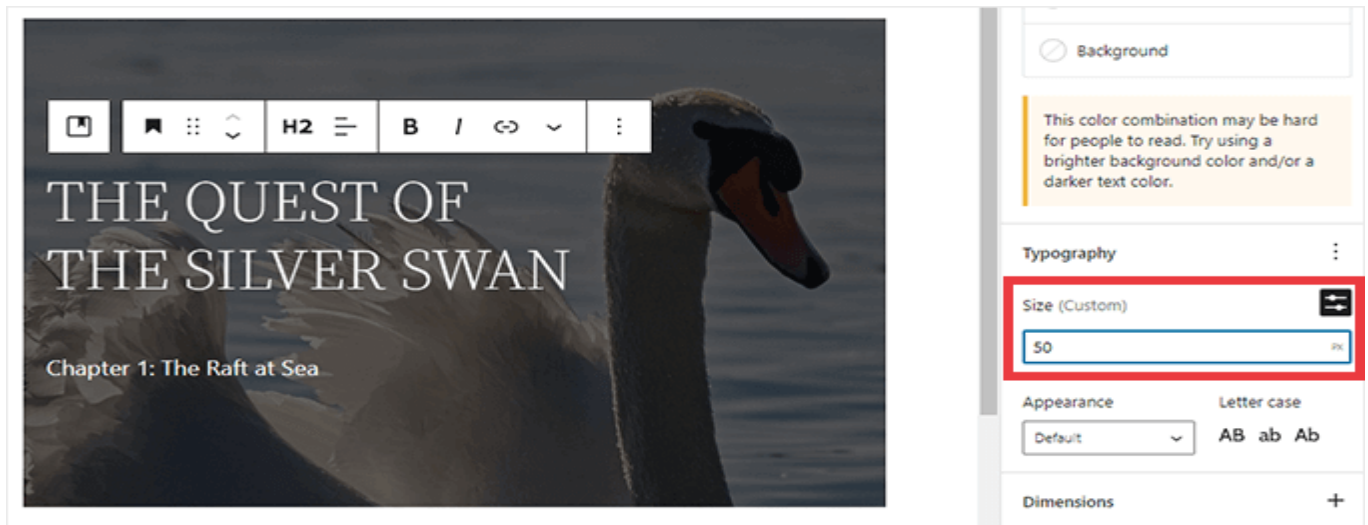 Background
This color combination may be hard
for people to read. Try using a
brighter background color and/or a
darker text color.
H2 B I
THE QUEST OF
THE SILVER SWAN
Chapter 1: The Raft at Sea
Typography
Size (Custom)
50 PX
Appearance Letter case
Default AB ab Ab
Dimensions